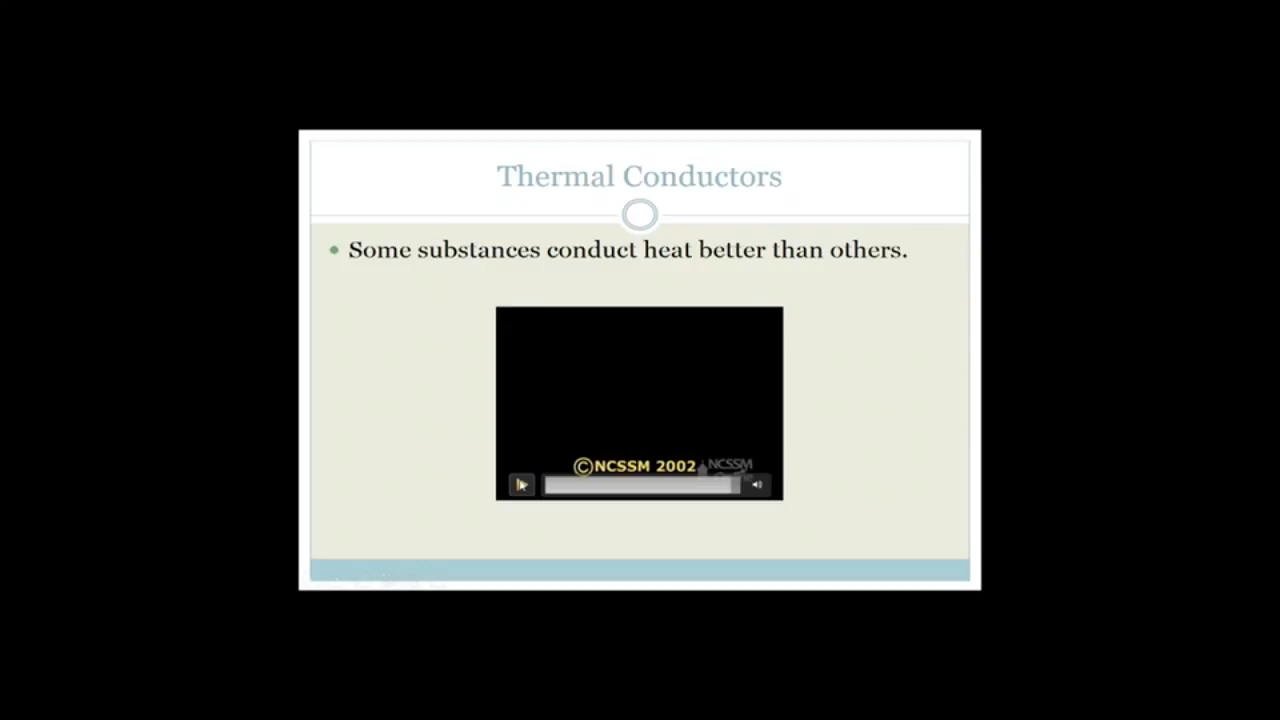 Thermal Conductors
Some substances conduct heat better than others.
©NCSSM 2002
NCSSM